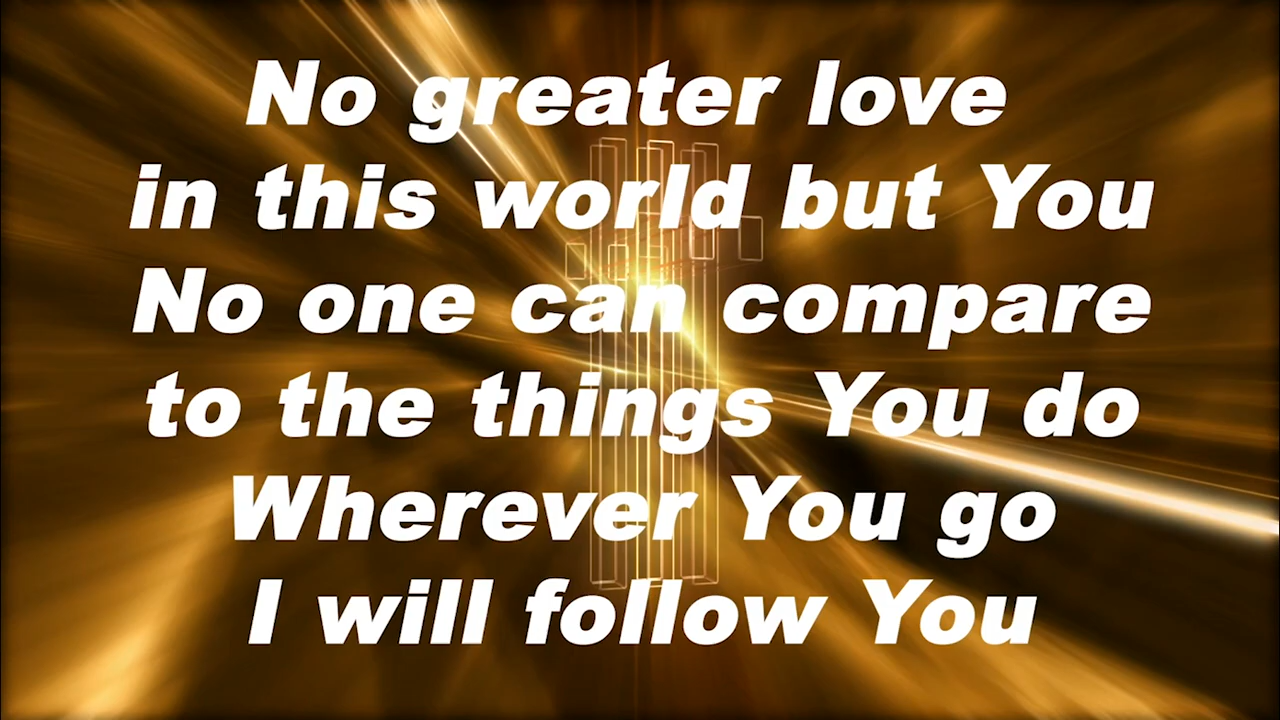 No greater love
in this world but You
No one can compare
to the things You do
Wherever You go
I will follow You